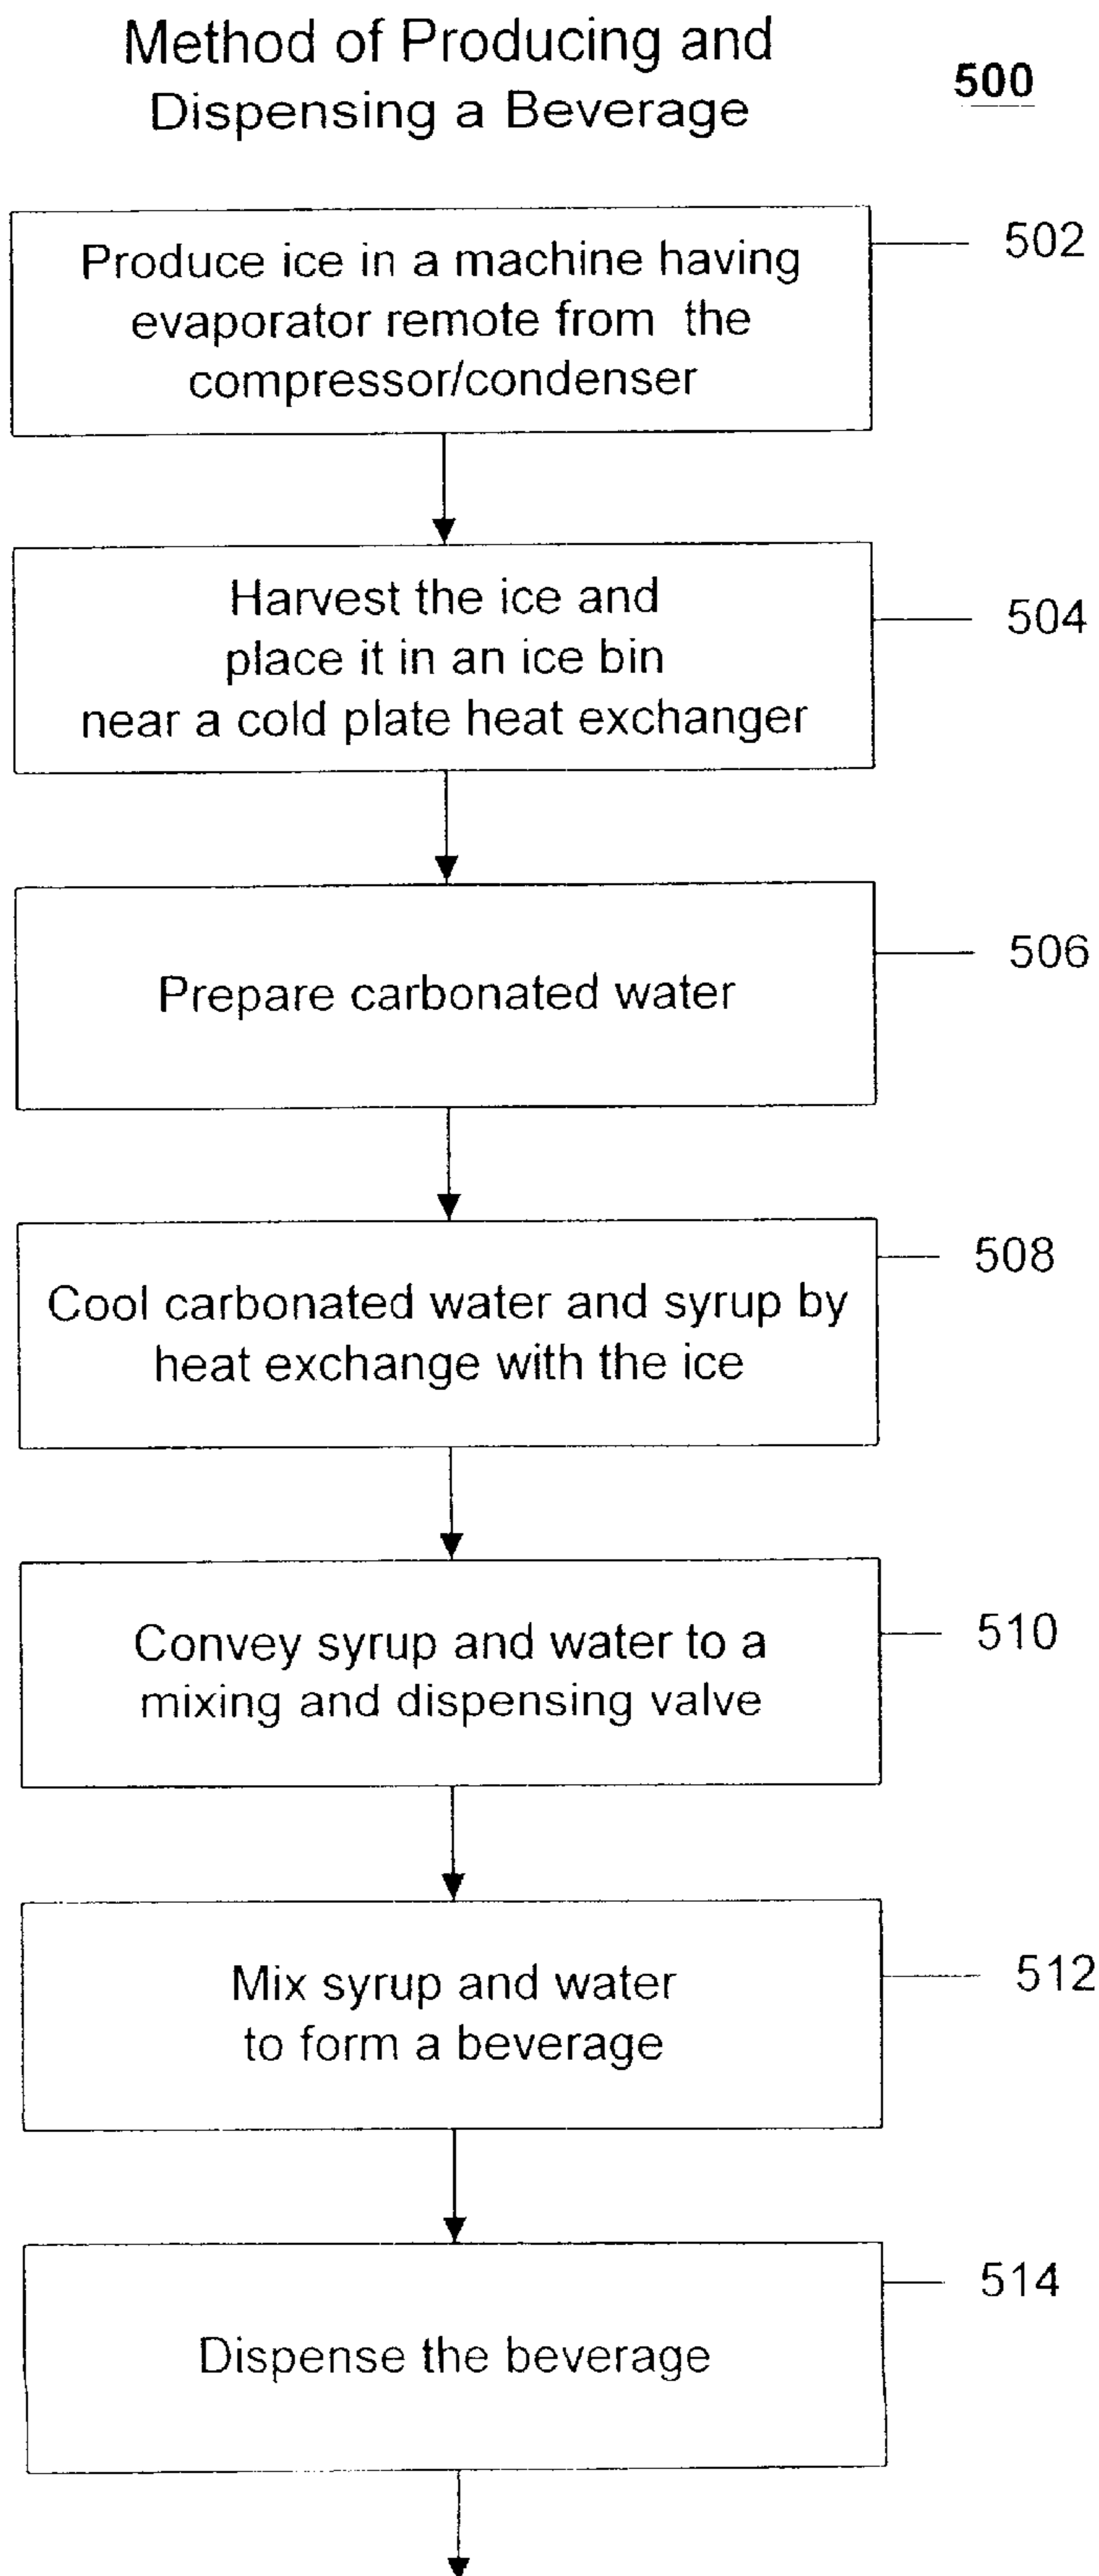 Method of Producing and
Dispensing a Beverage
500
Produce ice in a machine having
evaporator remote from the
compressor/condenser
502
Harvest the ice and
place it in an ice bin
near a cold plate heat exchanger
504
Prepare carbonated water
506
Cool carbonated water and syrup by
heat exchange with the ice
508
Convey syrup and water to a
mixing and dispensing valve
510
Mix syrup and water
to form a beverage
512
Dispense the beverage
514